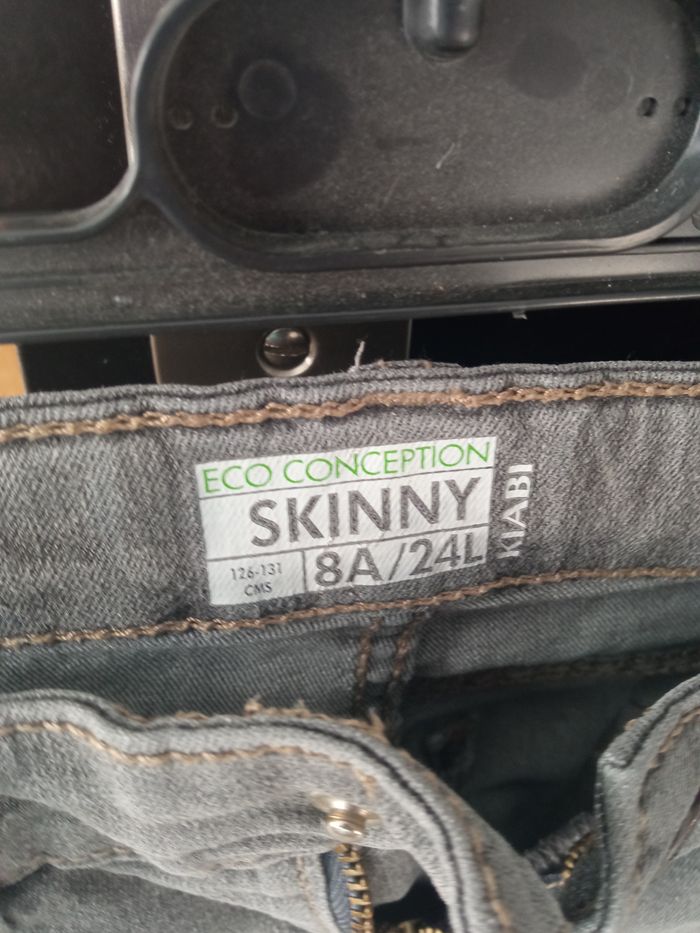 ECO CONCEPTION
SKINNY
126-131
CMS
8A/24L
KIABI